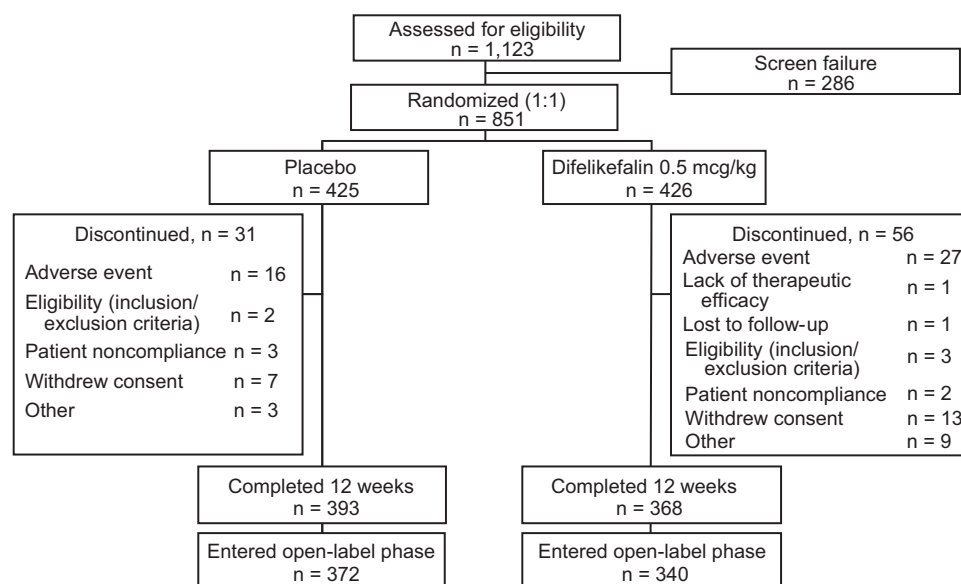 Assessed for eligibility
n = 1,123
Screen failure
n = 286
Randomized (1:1)
n = 851
Placebo
n = 425
Difelikefalin 0.5 mcg/kg
n = 426
Discontinued, n = 31
Adverse event n = 16
Eligibility (inclusion/
exclusion criteria) n = 2
Patient noncompliance n = 3
Withdrew consent n = 7
Other n = 3
Discontinued, n = 56
Adverse event n = 27
Lack of therapeutic
efficacy n = 1
Lost to follow-up n = 1
Eligibility (inclusion/
exclusion criteria) n = 3
Patient noncompliance n = 2
Withdrew consent n = 13
Other n = 9
Completed 12 weeks
n = 393
Completed 12 weeks
n = 368
Entered open-label phase
n = 372
Entered open-label phase
n = 340